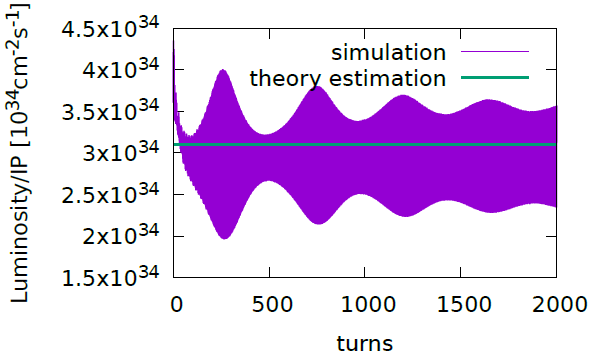 Luminosity/IP [10³⁴cm⁻²s⁻¹]
4.5x10³⁴
4x10³⁴
3.5x10³⁴
3x10³⁴
2.5x10³⁴
2x10³⁴
1.5x10³⁴
simulation
theory estimation
0 500 1000 1500 2000
turns